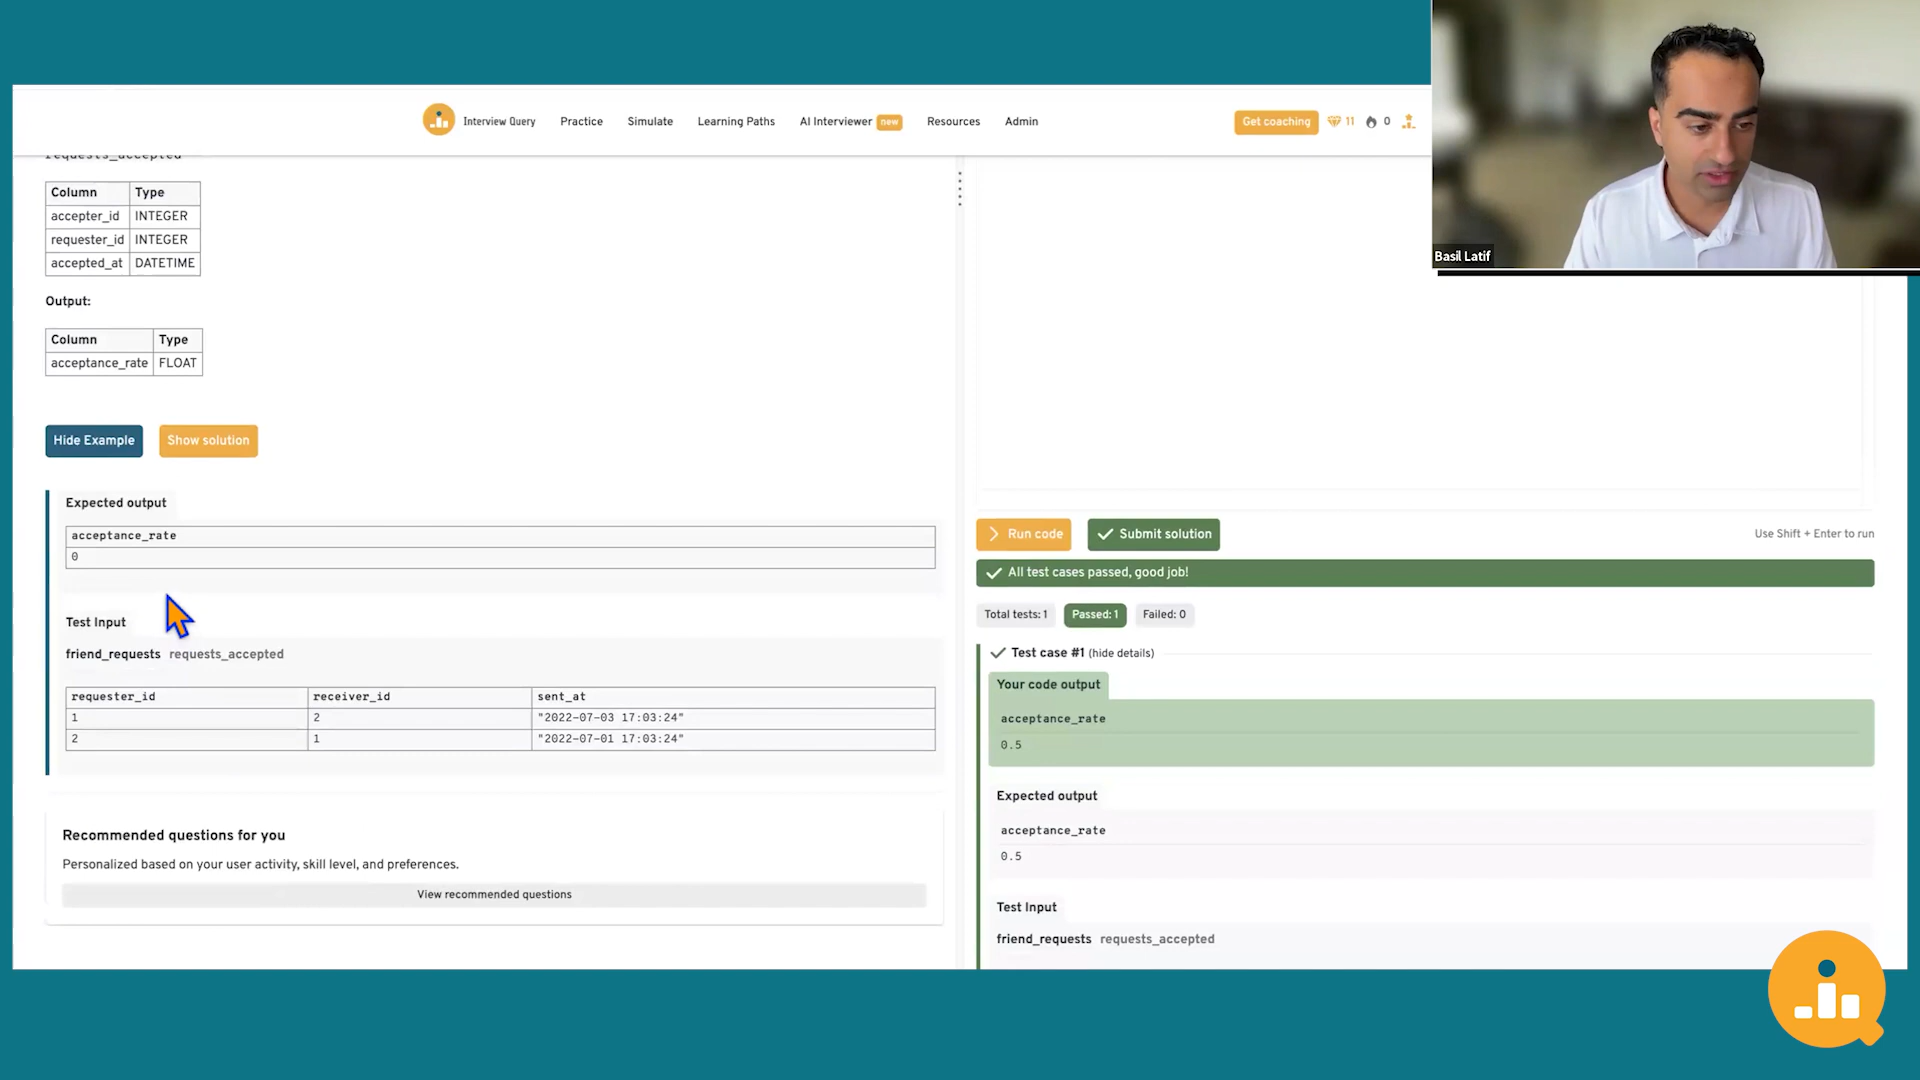 Interview Query Practice Simulate Learning Paths AI Interviewer new Resources Admin Get coaching 11 0
requests_accepted
Column Type
accepter_id INTEGER
requester_id INTEGER
accepted_at DATETIME
Output:
Column Type
acceptance_rate FLOAT
Hide Example Show solution
Expected output
acceptance_rate
0
Test Input
friend_requests requests_accepted
requester_id receiver_id sent_at
1 2 "2022-07-03 17:03:24"
2 1 "2022-07-01 17:03:24"
Recommended questions for you
Personalized based on your user activity, skill level, and preferences.
View recommended questions
Basil Latif
Run code Submit solution Use Shift + Enter to run
All test cases passed, good job!
Total tests: 1 Passed: 1 Failed: 0
Test case #1 (hide details)
Your code output
acceptance_rate
0.5
Expected output
acceptance_rate
0.5
Test Input
friend_requests requests_accepted